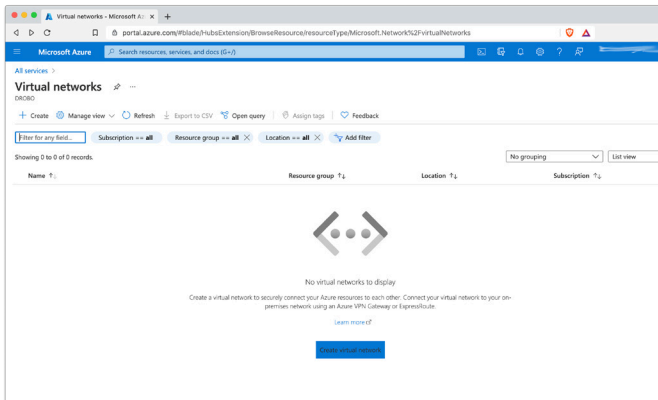 Virtual networks - Microsoft Az
portal.azure.com/#blade/HubsExtension/BrowseResource/resourceType/Microsoft.Network%2FvirtualNetworks
Microsoft Azure
Search resources, services, and docs (G+/)
All services >
Virtual networks
DROBO
Create
Manage view
Refresh
Export to CSV
Open query
Assign tags
Feedback
Filter for any field...
Subscription == all
Resource group == all
Location == all
Add filter
Showing 0 to 0 of 0 records.
No grouping
List view
Name ↑↓
Resource group ↑↓
Location ↑↓
Subscription ↑↓
No virtual networks to display
Create a virtual network to securely connect your Azure resources to each other. Connect your virtual network to your on-
premises network using an Azure VPN Gateway or ExpressRoute.
Learn more
Create virtual network